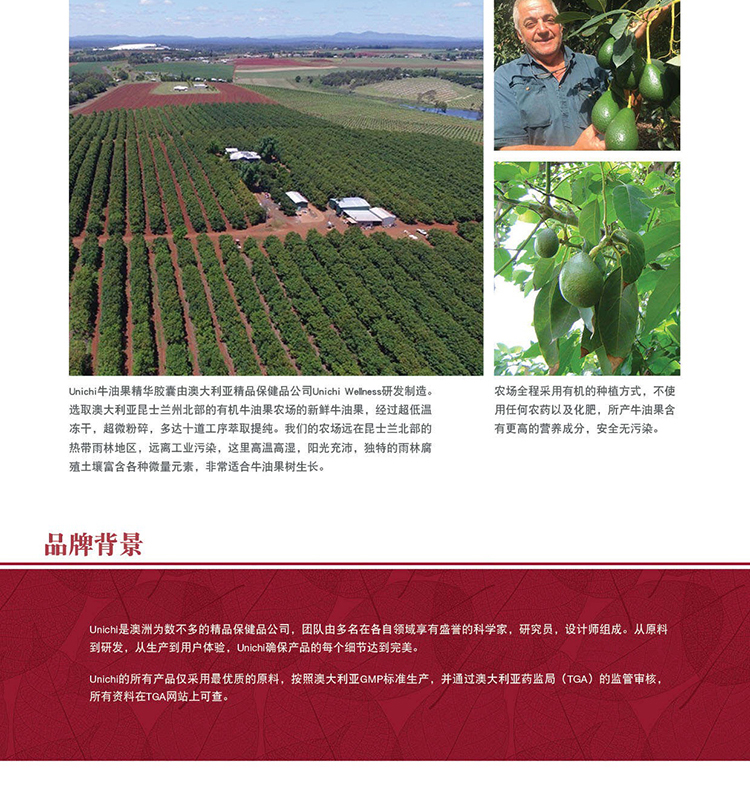 Unichi牛油果精华胶囊由澳大利亚精品保健品公司Unichi Wellness研发制造。
选取澳大利亚昆士兰州北部的有机牛油果农场的新鲜牛油果，经过超低温
冻干，超微粉碎，多达十道工序萃取提纯。我们的农场远在昆士兰北部的
热带雨林地区，远离工业污染，这里高温高湿，阳光充沛，独特的雨林腐
殖土壤富含各种微量元素，非常适合牛油果树生长。
农场全程采用有机的种植方式，不使
用任何农药以及化肥，所产牛油果含
有更高的营养成分，安全无污染。
品牌背景
Unichi是澳洲为数不多的精品保健品公司，团队由多名在各自领域享有盛誉的科学家，研究员，设计师组成。从原料
到研发，从生产到用户体验，Unichi确保产品的每个细节达到完美。
Unichi的所有产品仅采用最优质的原料，按照澳大利亚GMP标准生产，并通过澳大利亚药监局（TGA）的监管审核，
所有资料在TGA网站上可查。